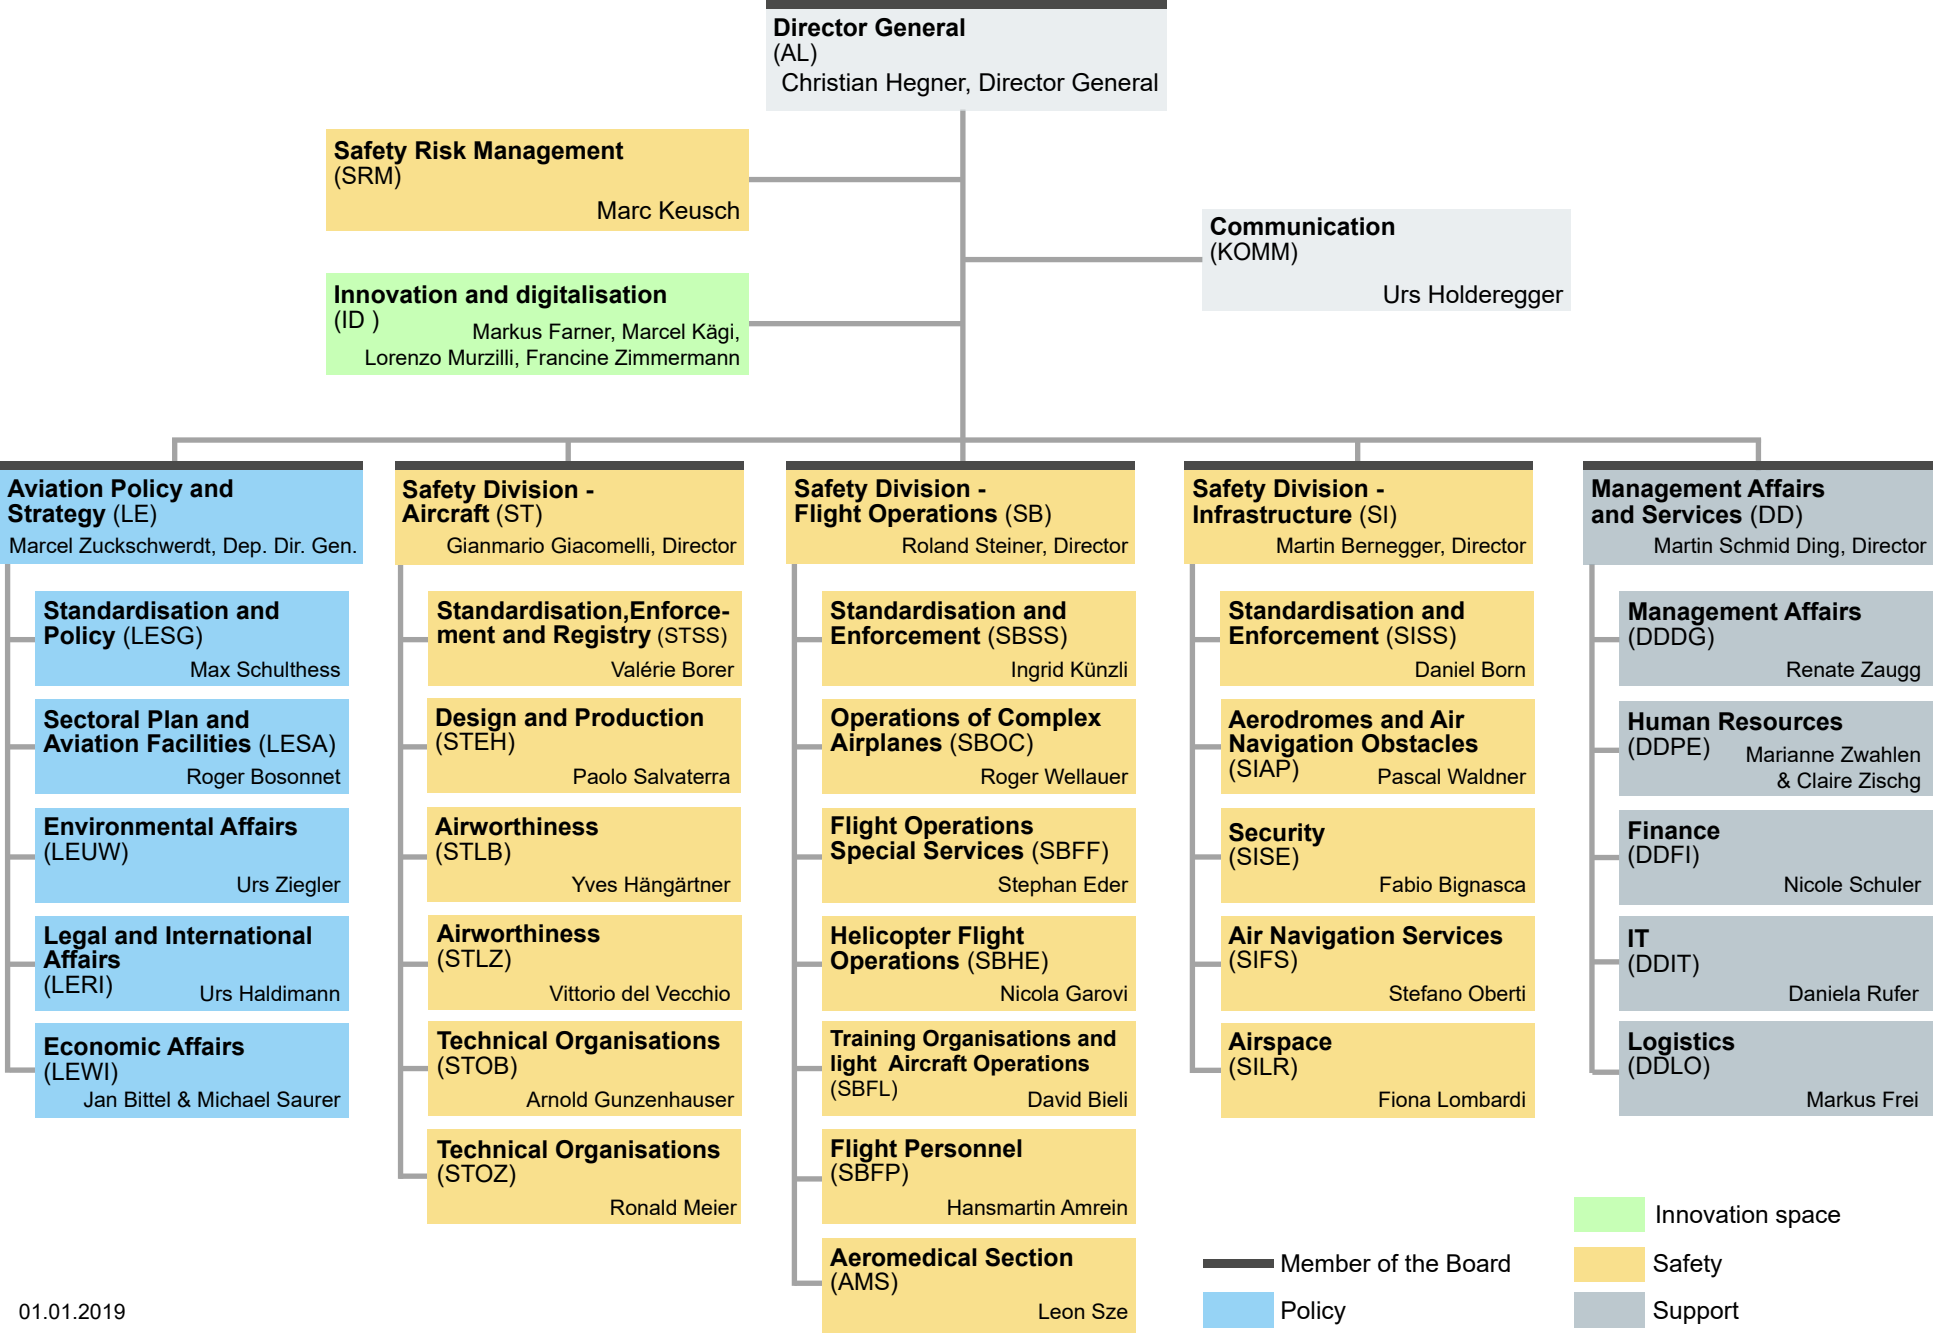 Director General
(AL)
Christian Hegner, Director General
Safety Risk Management
(SRM)
Marc Keusch
Communication
(KOMM)
Urs Holderegger
Innovation and digitalisation
(ID )
Markus Farner, Marcel Kägi,
Lorenzo Murzilli, Francine Zimmermann
Aviation Policy and
Strategy (LE)
Marcel Zuckschwerdt, Dep. Dir. Gen.
Standardisation and
Policy (LESG)
Max Schulthess
Sectoral Plan and
Aviation Facilities (LESA)
Roger Bosonnet
Environmental Affairs
(LEUW)
Urs Ziegler
Legal and International
Affairs
(LERI)
Urs Haldimann
Economic Affairs
(LEWI)
Jan Bittel & Michael Saurer
Safety Division -
Aircraft (ST)
Gianmario Giacomelli, Director
Standardisation,Enforce-
ment and Registry (STSS)
Valérie Borer
Design and Production
(STEH)
Paolo Salvaterra
Airworthiness
(STLB)
Yves Hängärtner
Airworthiness
(STLZ)
Vittorio del Vecchio
Technical Organisations
(STOB)
Arnold Gunzenhauser
Technical Organisations
(STOZ)
Ronald Meier
Safety Division -
Flight Operations (SB)
Roland Steiner, Director
Standardisation and
Enforcement (SBSS)
Ingrid Künzli
Operations of Complex
Airplanes (SBOC)
Roger Wellauer
Flight Operations
Special Services (SBFF)
Stephan Eder
Helicopter Flight
Operations (SBHE)
Nicola Garovi
Training Organisations and
light Aircraft Operations
(SBFL)
David Bieli
Flight Personnel
(SBFP)
Hansmartin Amrein
Aeromedical Section
(AMS)
Leon Sze
Safety Division -
Infrastructure (SI)
Martin Bernegger, Director
Standardisation and
Enforcement (SISS)
Daniel Born
Aerodromes and Air
Navigation Obstacles
(SIAP)
Pascal Waldner
Security
(SISE)
Fabio Bignasca
Air Navigation Services
(SIFS)
Stefano Oberti
Airspace
(SILR)
Fiona Lombardi
Management Affairs
and Services (DD)
Martin Schmid Ding, Director
Management Affairs
(DDDG)
Renate Zaugg
Human Resources
(DDPE)
Marianne Zwahlen
& Claire Zischg
Finance
(DDFI)
Nicole Schuler
IT
(DDIT)
Daniela Rufer
Logistics
(DDLO)
Markus Frei
Innovation space
Member of the Board
Safety
Policy
Support
01.01.2019